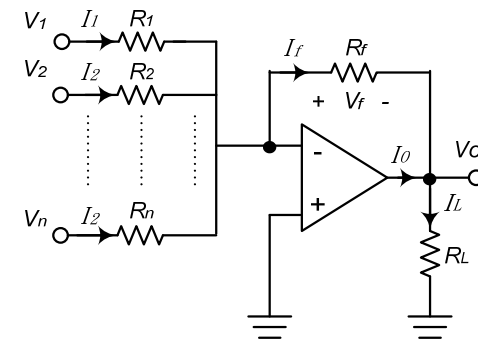 V1 I1 R1
V2 I2 R2
Vn I2 Rn
If Rf
+ Vf -
-
+
I0 Vo
IL
RL